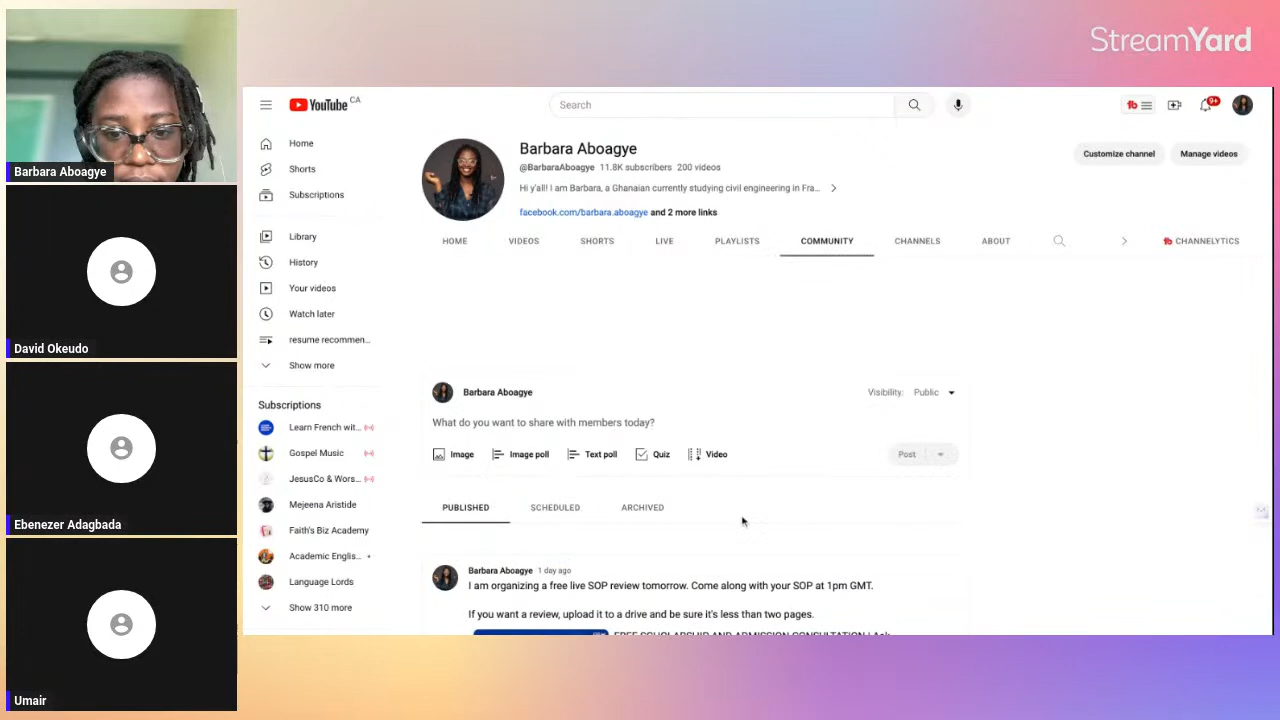 StreamYard
Barbara Aboagye
David Okeudo
Ebenezer Adagbada
Umair
YouTube CA
Search
9+
Home
Shorts
Subscriptions
Library
History
Your videos
Watch later
resume recommen...
Show more
Subscriptions
Learn French wit...
Gospel Music
JesusCo & Wors...
Mejeena Aristide
Faith's Biz Academy
Academic Englis...
Language Lords
Show 310 more
Barbara Aboagye
@BarbaraAboagye 11.8K subscribers 200 videos
Hi y'all! I am Barbara, a Ghanaian currently studying civil engineering in Fra...
facebook.com/barbara.aboagye and 2 more links
Customize channel
Manage videos
HOME VIDEOS SHORTS LIVE PLAYLISTS COMMUNITY CHANNELS ABOUT CHANNELYTICS
Barbara Aboagye
Visibility: Public
What do you want to share with members today?
Image Image poll Text poll Quiz Video
Post
PUBLISHED SCHEDULED ARCHIVED
Barbara Aboagye 1 day ago
I am organizing a free live SOP review tomorrow. Come along with your SOP at 1pm GMT.
If you want a review, upload it to a drive and be sure it's less than two pages.
FREE SCHOLARSHIP AND ADMISSION CONSULTATION | Ask